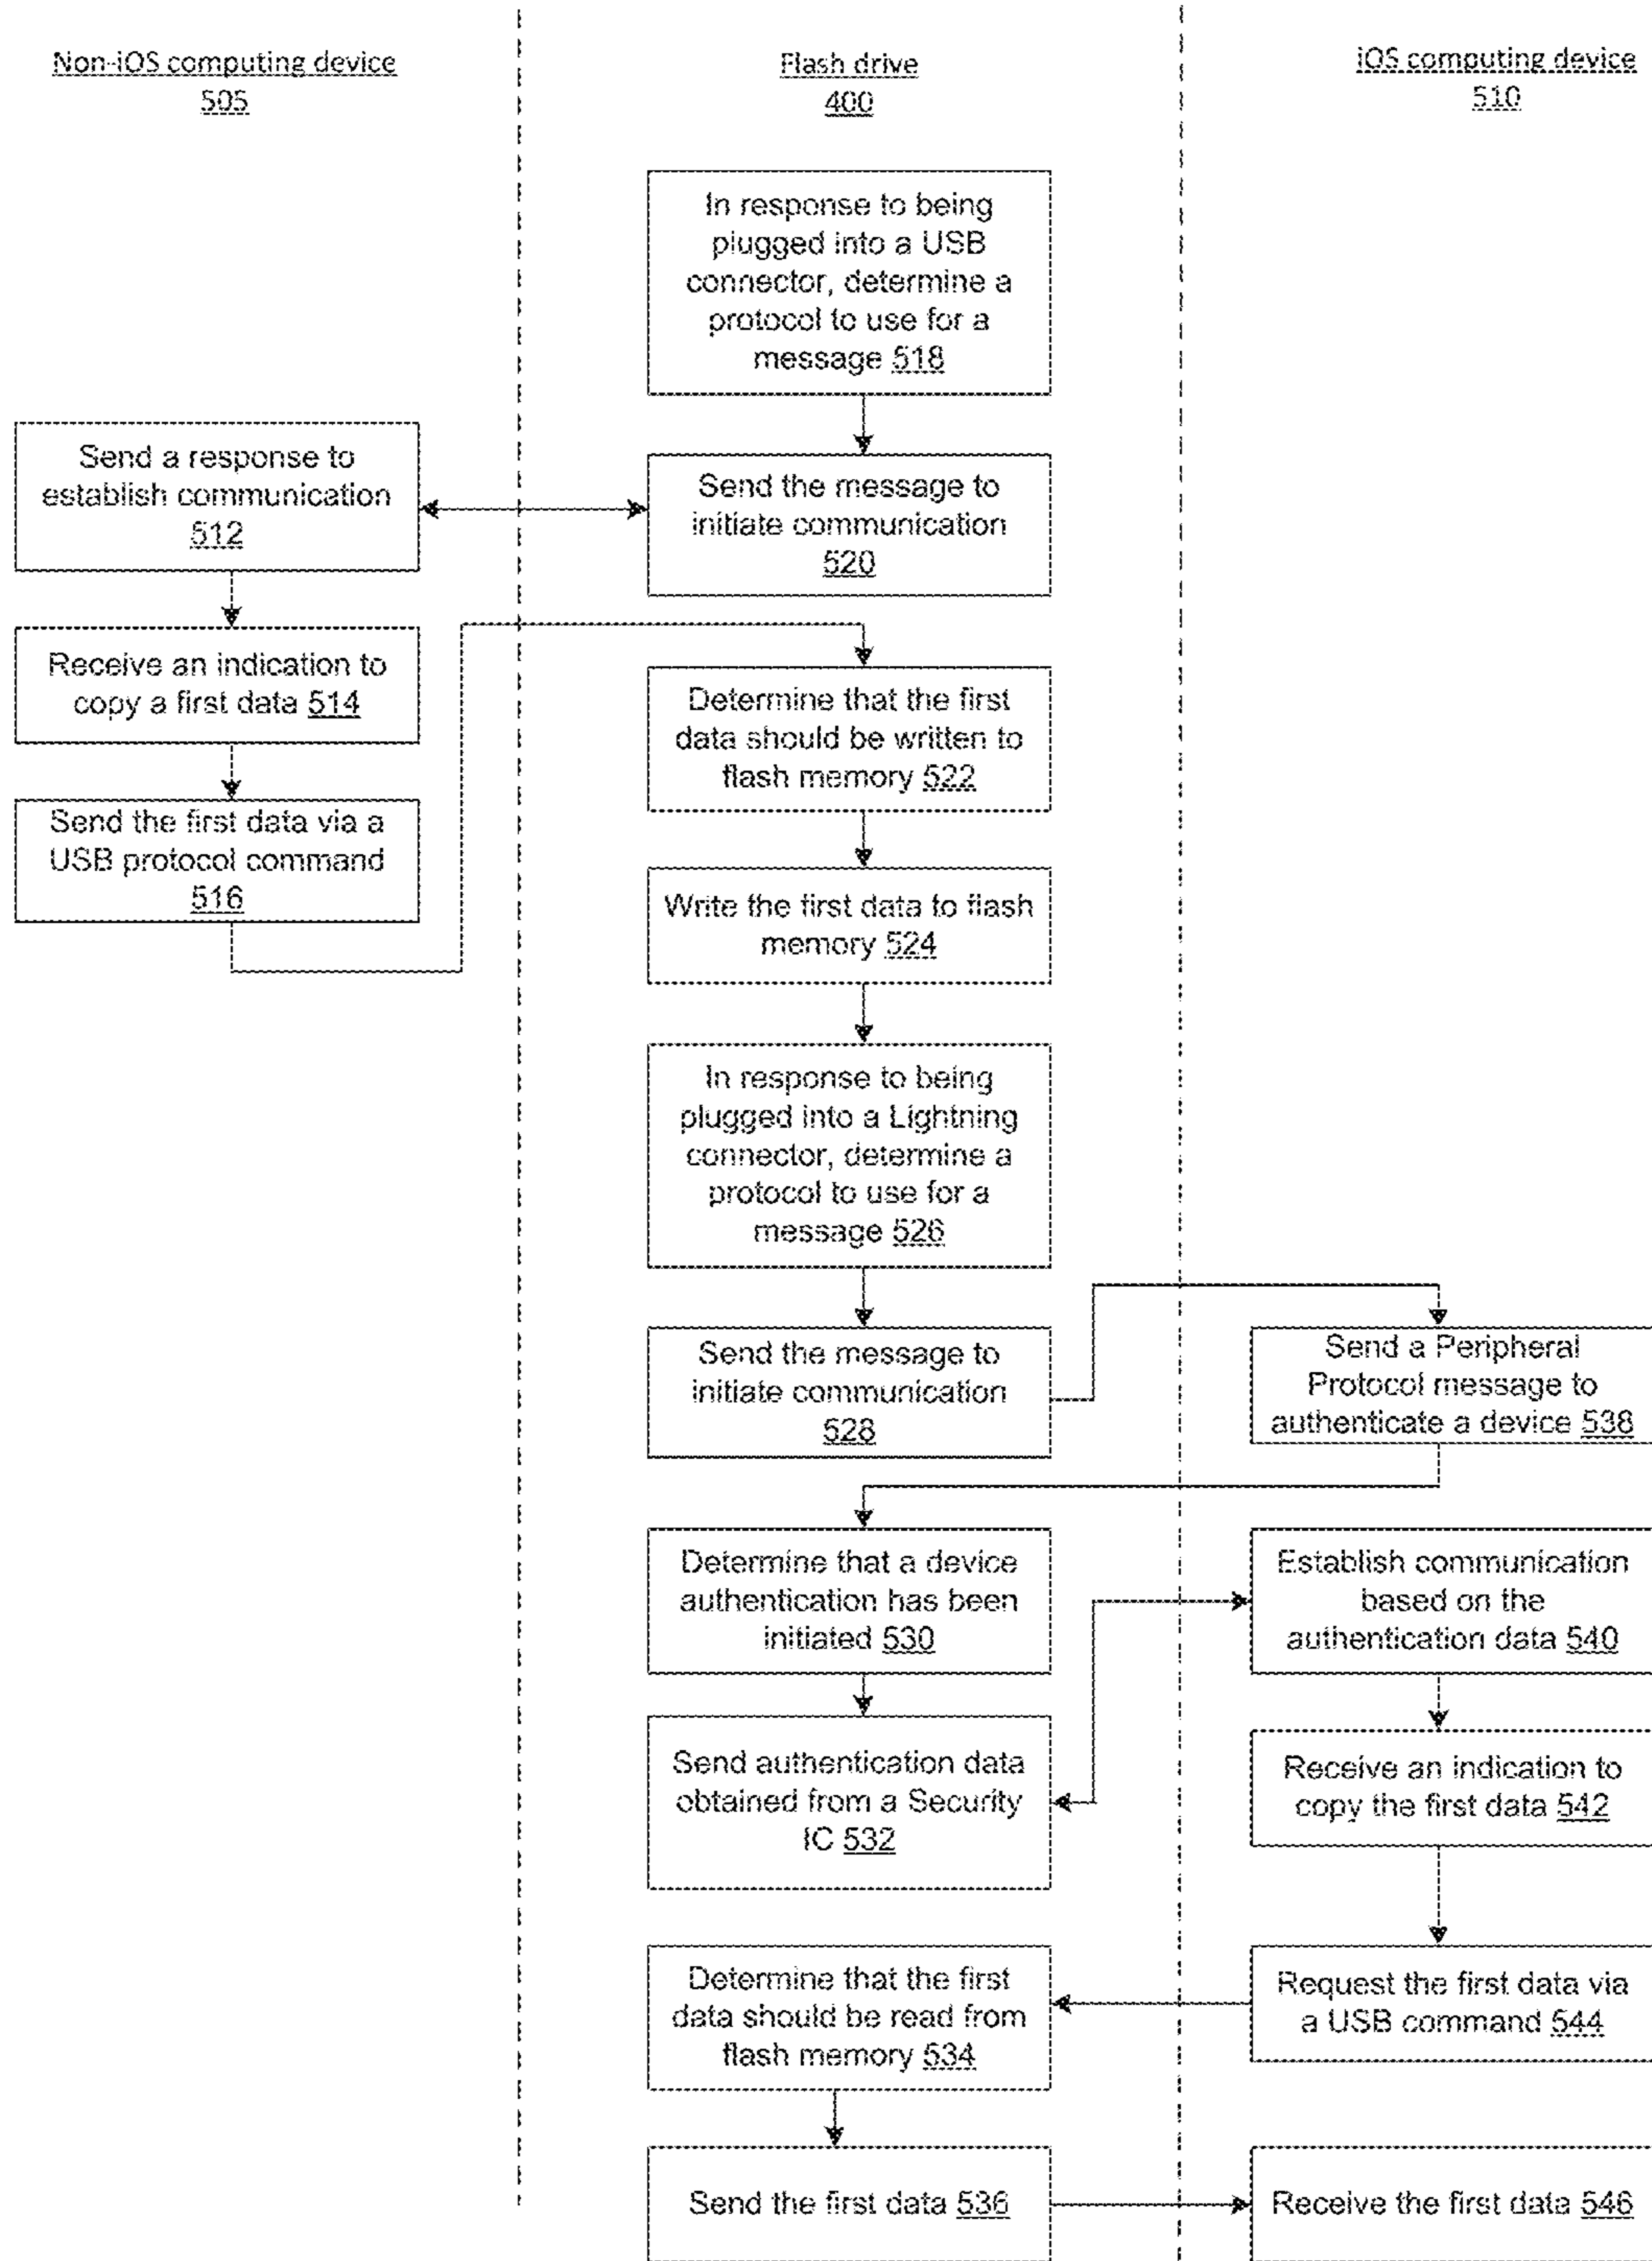 Non-iOS computing device
505
Flash drive
400
iOS computing device
510
In response to being
plugged into a USB
connector, determine a
protocol to use for a
message 518
Send a response to
establish communication
512
Send the message to
initiate communication
520
Receive an indication to
copy a first data 514
Determine that the first
data should be written to
flash memory 522
Send the first data via a
USB protocol command
516
Write the first data to flash
memory 524
In response to being
plugged into a Lightning
connector, determine a
protocol to use for a
message 526
Send the message to
initiate communication
528
Send a Peripheral
Protocol message to
authenticate a device 538
Determine that a device
authentication has been
initiated 530
Establish communication
based on the
authentication data 540
Send authentication data
obtained from a Security
IC 532
Receive an indication to
copy the first data 542
Determine that the first
data should be read from
flash memory 534
Request the first data via
a USB command 544
Send the first data 536
Receive the first data 546